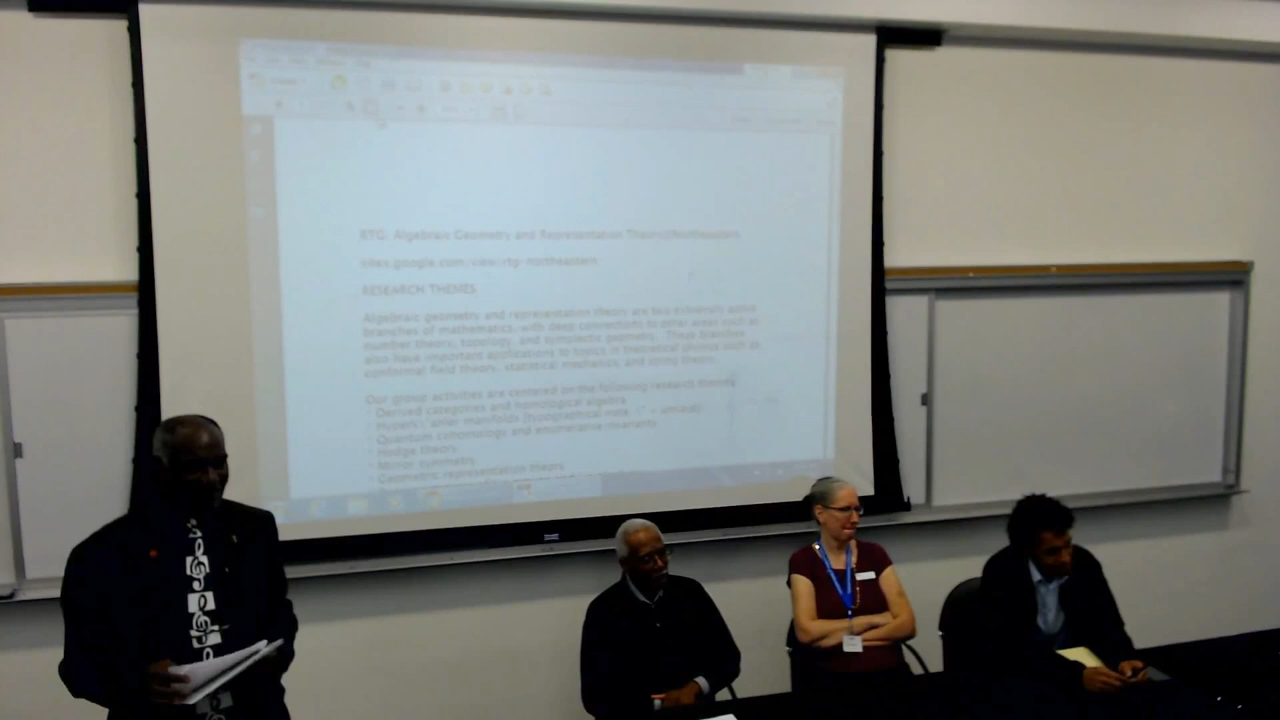 RTG: Algebraic Geometry and Representation Theory@Northeastern
sites.google.com/view/rtg-northeastern
RESEARCH THEMES
Algebraic geometry and representation theory are two extremely active
branches of mathematics, with deep connections to other areas such as
number theory, topology, and symplectic geometry. These branches
also have important applications to topics in theoretical physics such as
conformal field theory, statistical mechanics, and string theory.
Our group activities are centered on the following research themes
Derived categories and homological algebra
manifolds (typographical note
Quantum cohomology and enumerative invariants
Hodge theory
Mirror symmetry
Geometric representation theory